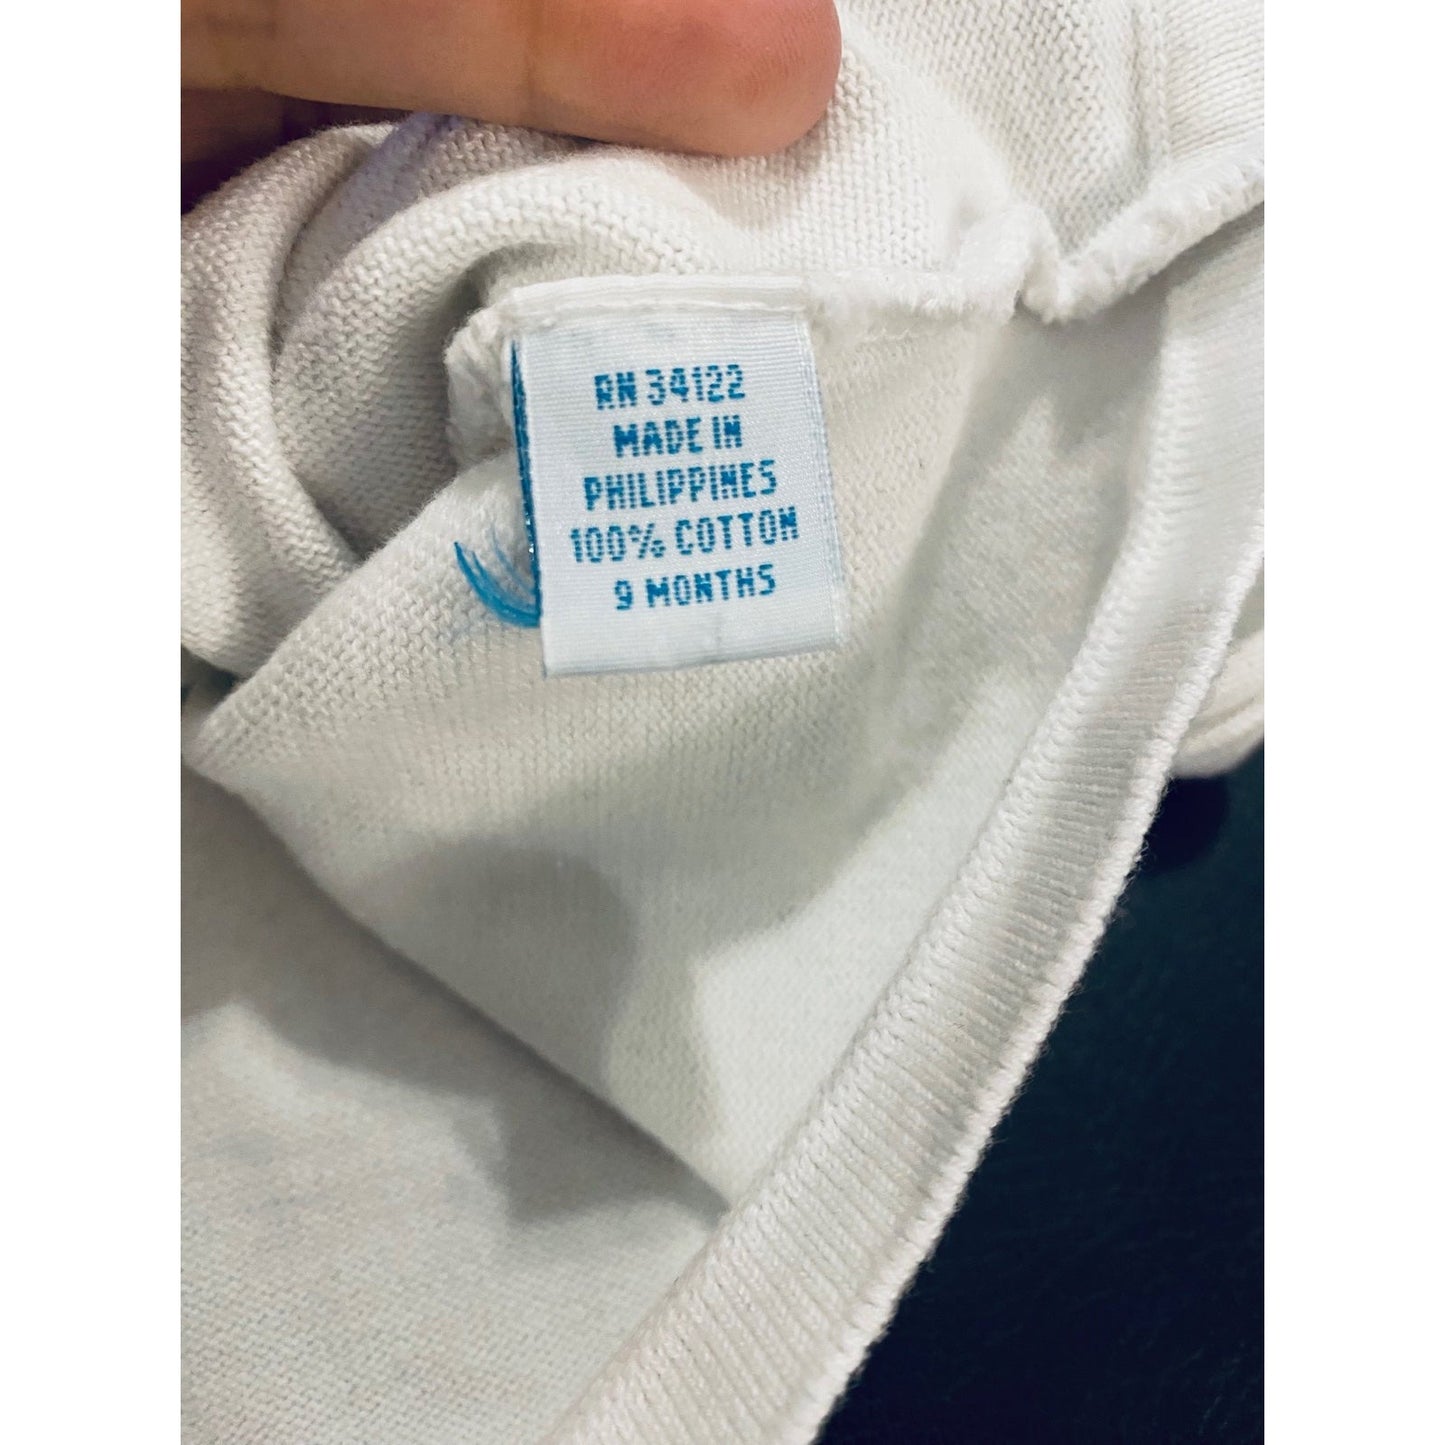 RN 34122
MADE IN
PHILIPPINES
100% COTTON
9 MONTHS